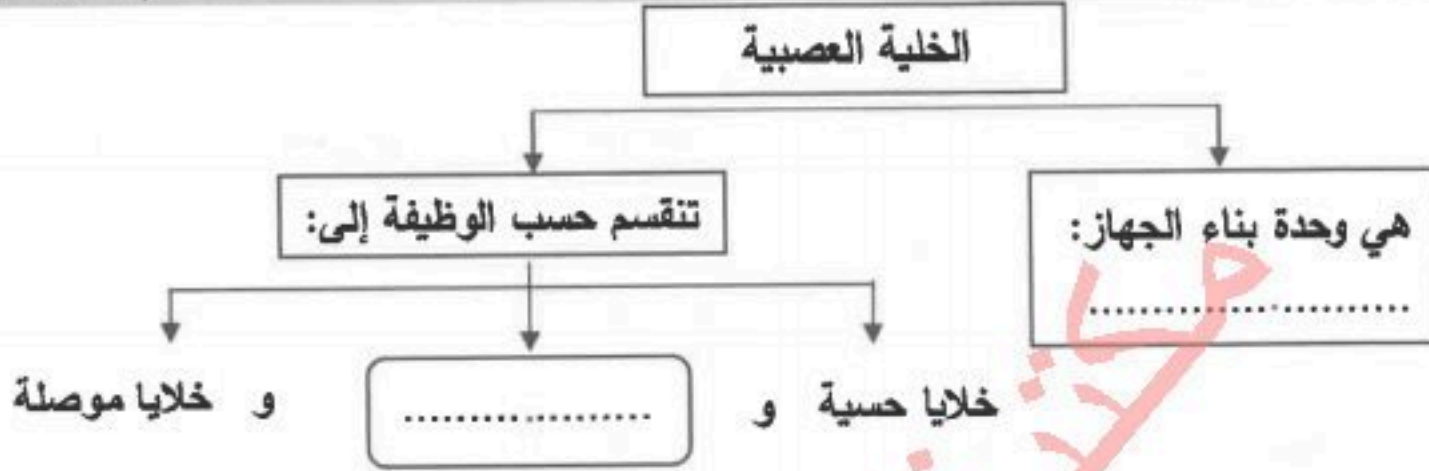 الخلية العصبية
هي وحدة بناء الجهاز:
.......................
تنقسم حسب الوظيفة إلى:
خلايا حسية و .................. و خلايا موصلة